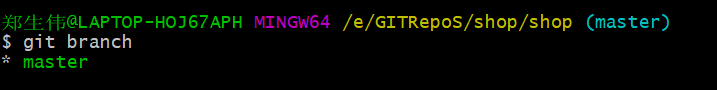 郑生伟@LAPTOP-HOJ67APH MINGW64 /e/GITRepoS/shop/shop (master)
$ git branch
* master